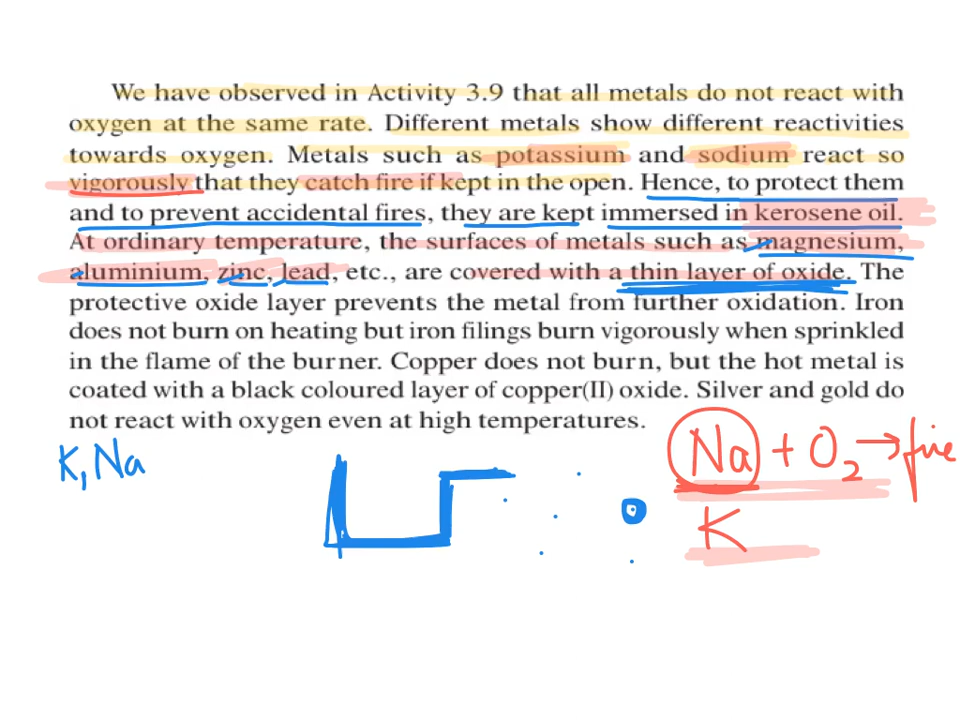 We have observed in Activity 3.9 that all metals do not react with
oxygen at the same rate. Different metals show different reactivities
towards oxygen. Metals such as potassium and sodium react so
vigorously that they catch fire if kept in the open. Hence, to protect them
and to prevent accidental fires, they are kept immersed in kerosene oil.
At ordinary temperature, the surfaces of metals such as magnesium,
aluminium, zinc, lead, etc., are covered with a thin layer of oxide. The
protective oxide layer prevents the metal from further oxidation. Iron
does not burn on heating but iron filings burn vigorously when sprinkled
in the flame of the burner. Copper does not burn, but the hot metal is
coated with a black coloured layer of copper(II) oxide. Silver and gold do
not react with oxygen even at high temperatures.
K, Na
Na + O₂ → fire
K